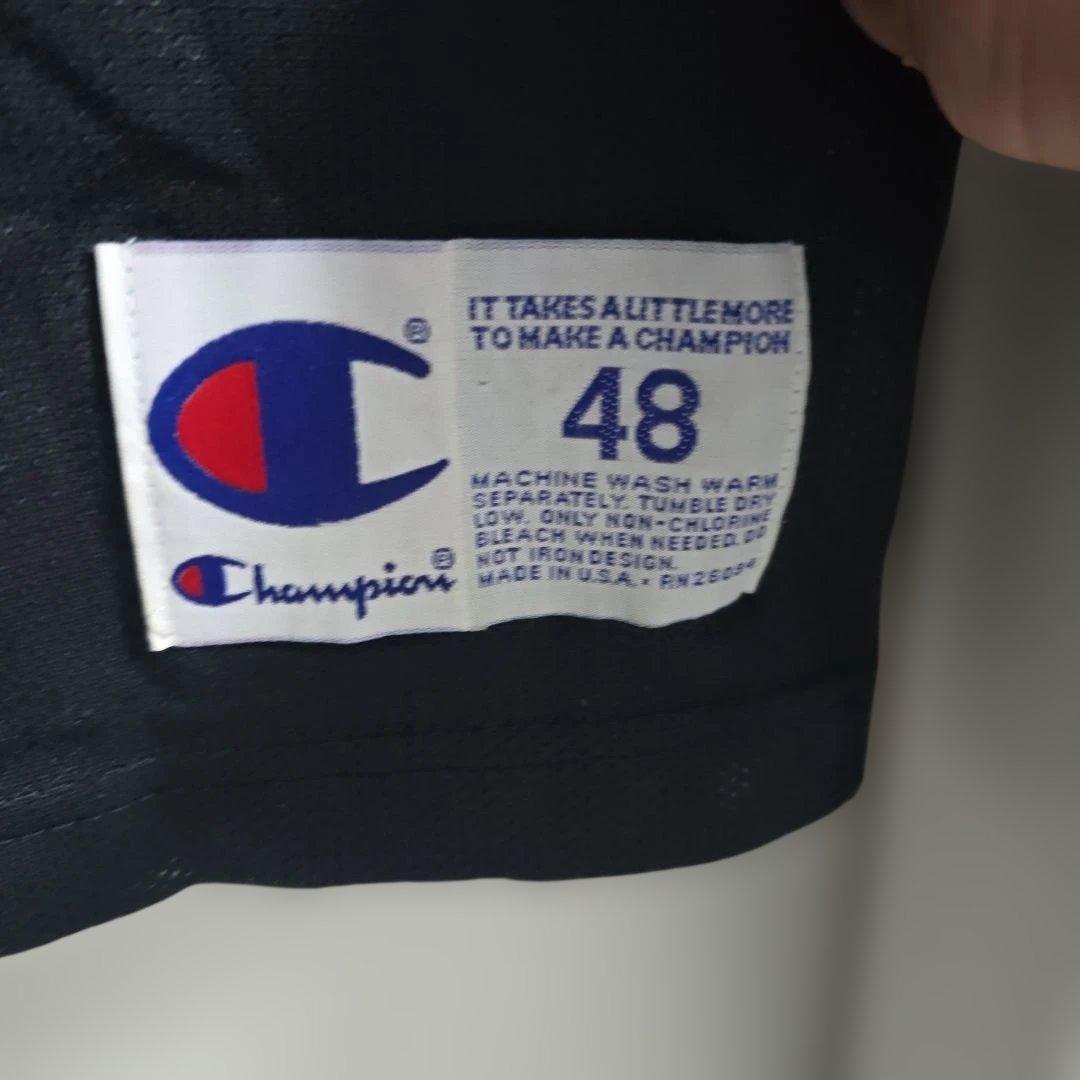 ®
Champion®
IT TAKES A LITTLE MORE
TO MAKE A CHAMPION
48
MACHINE WASH WARM
SEPARATELY. TUMBLE DRY
LOW. ONLY NON-CHLORINE
BLEACH WHEN NEEDED. DO
NOT IRON DESIGN.
MADE IN U.S.A. • RN26094